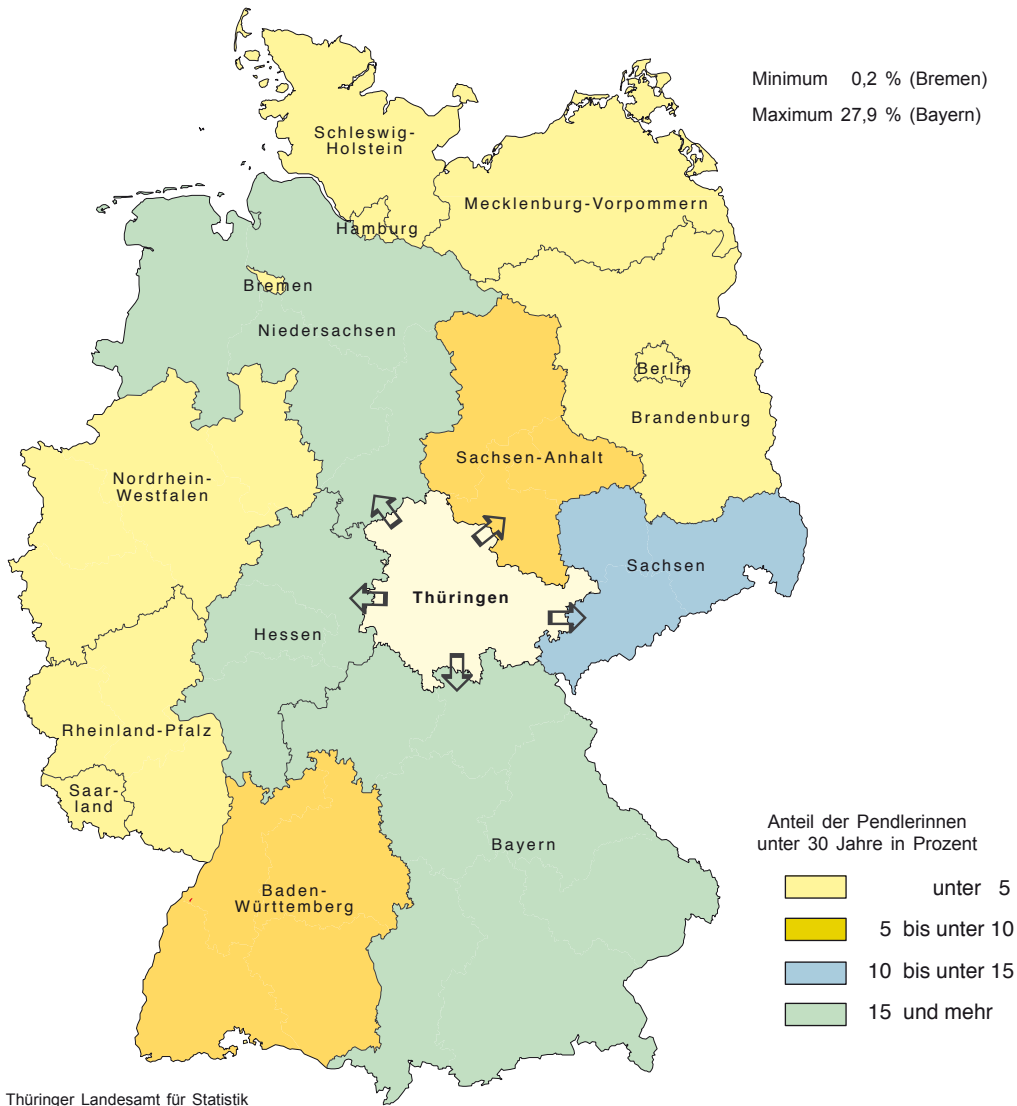 Minimum 0,2 % (Bremen)
Maximum 27,9 % (Bayern)
Schleswig-
Holstein
Mecklenburg-Vorpommern
Hamburg
Bremen
Niedersachsen
Berlin
Brandenburg
Sachsen-Anhalt
Nordrhein-
Westfalen
Sachsen
Thüringen
Hessen
Rheinland-Pfalz
Saar-
land
Bayern
Baden-
Württemberg
Anteil der Pendlerinnen
unter 30 Jahre in Prozent
unter 5
5 bis unter 10
10 bis unter 15
15 und mehr
Thüringer Landesamt für Statistik